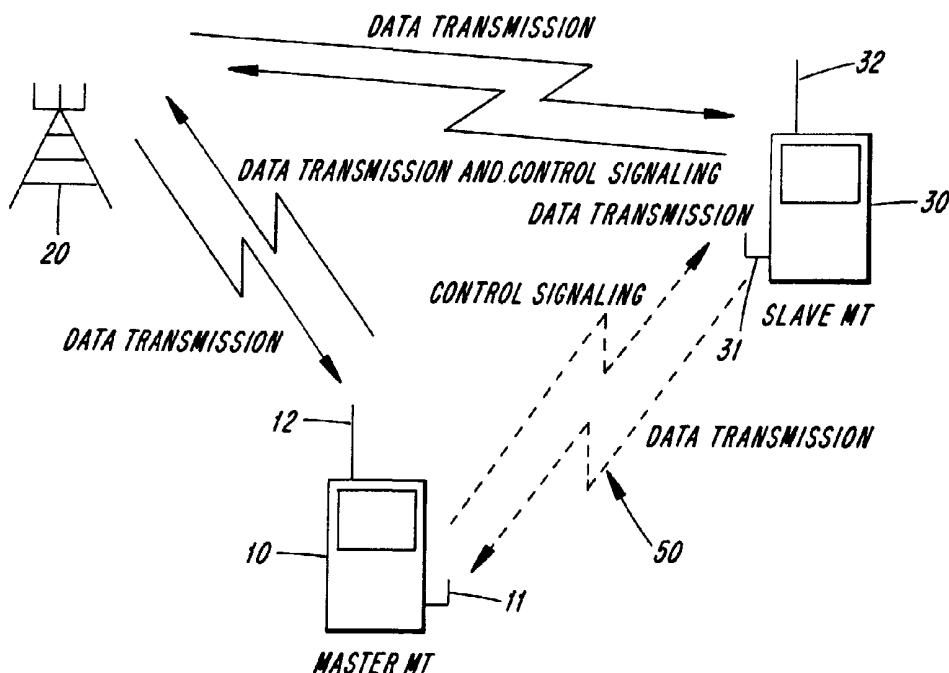 DATA TRANSMISSION
32
DATA TRANSMISSION AND CONTROL SIGNALING
30
DATA TRANSMISSION
20
CONTROL SIGNALING
SLAVE MT
31
DATA TRANSMISSION
12
DATA TRANSMISSION
50
10
11
MASTER MT